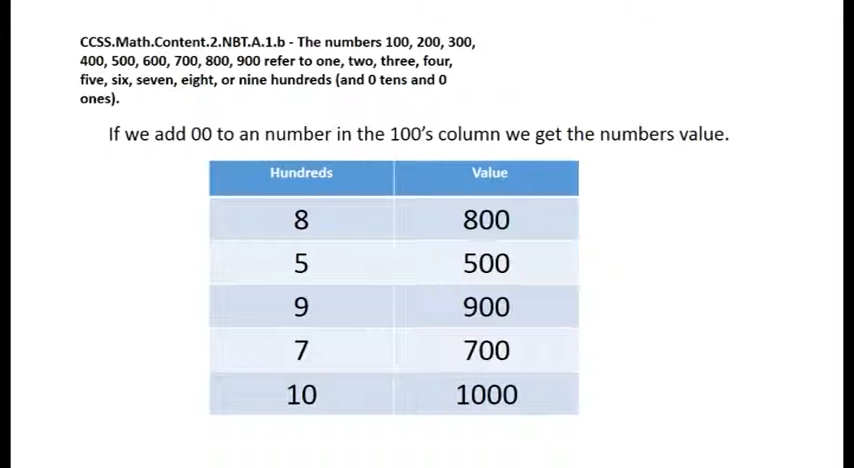 CCSS.Math.Content.2.NBT.A.1.b - The numbers 100, 200, 300,
400, 500, 600, 700, 800, 900 refer to one, two, three, four,
five, six, seven, eight, or nine hundreds (and 0 tens and 0
ones).
If we add 00 to an number in the 100's column we get the numbers value.
Hundreds Value
8 800
5 500
9 900
7 700
10 1000